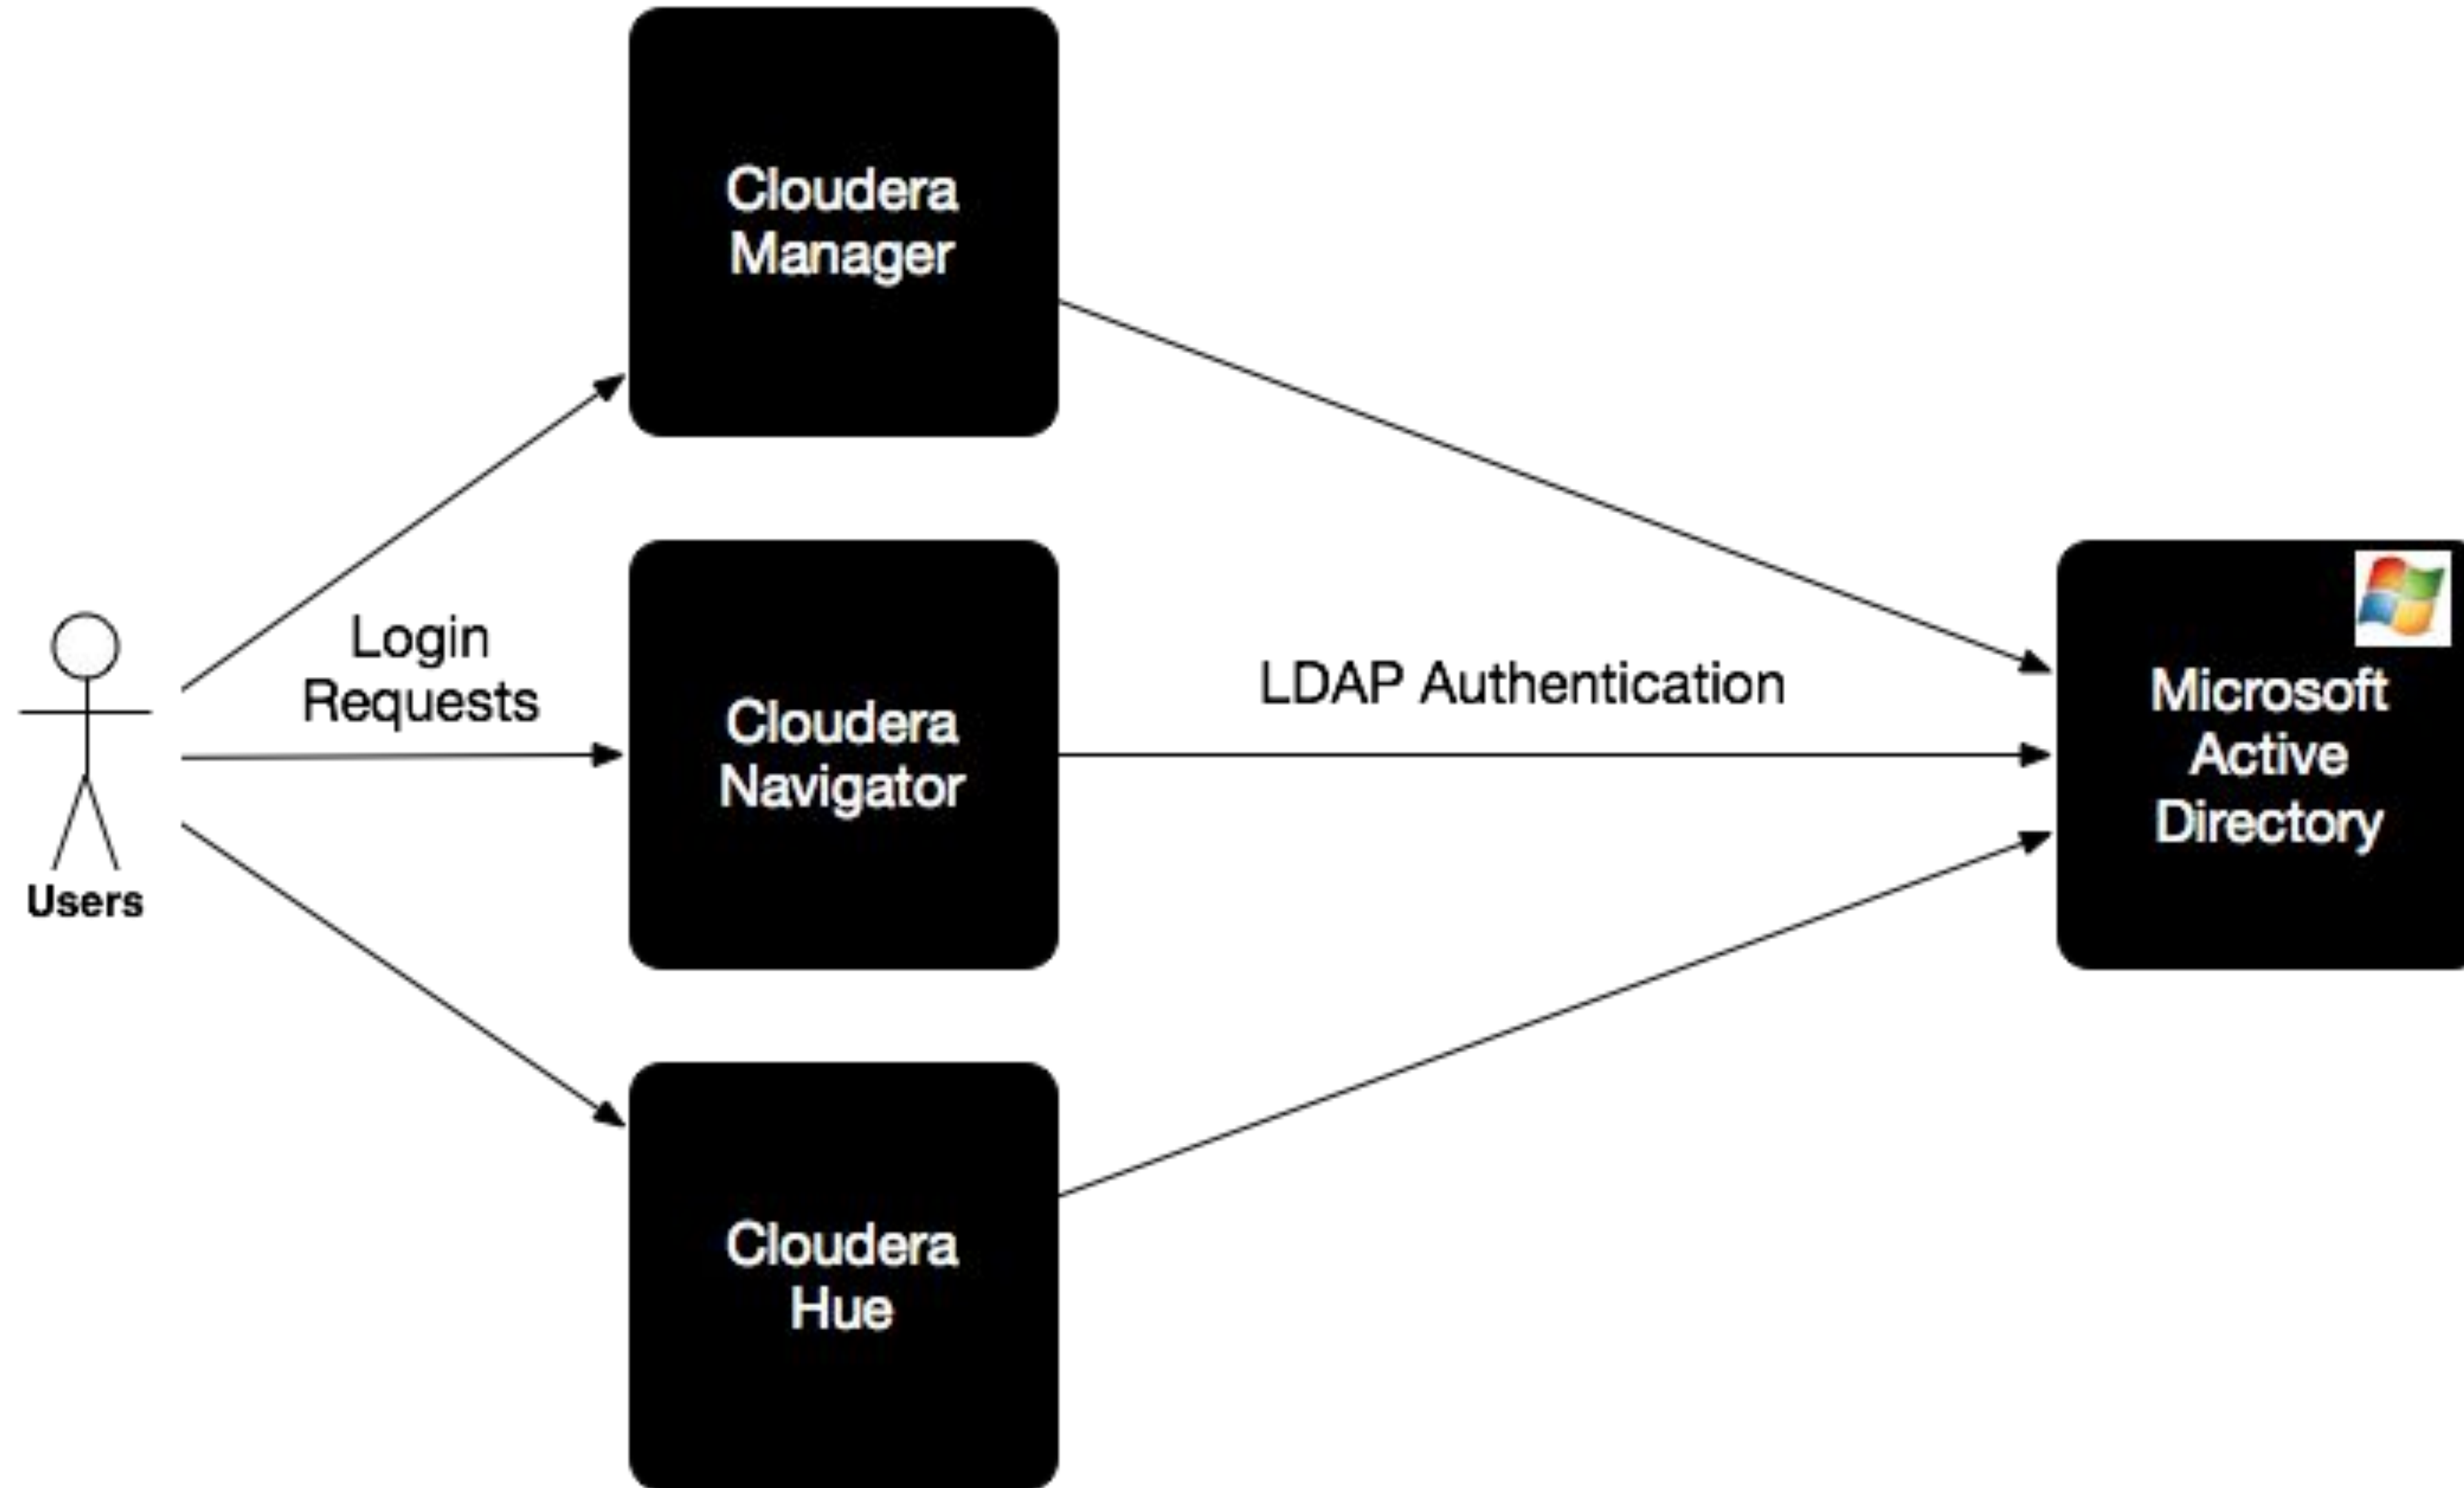 Cloudera
Manager
Login
Requests
Users
Cloudera
Navigator
LDAP Authentication
Microsoft
Active
Directory
Cloudera
Hue